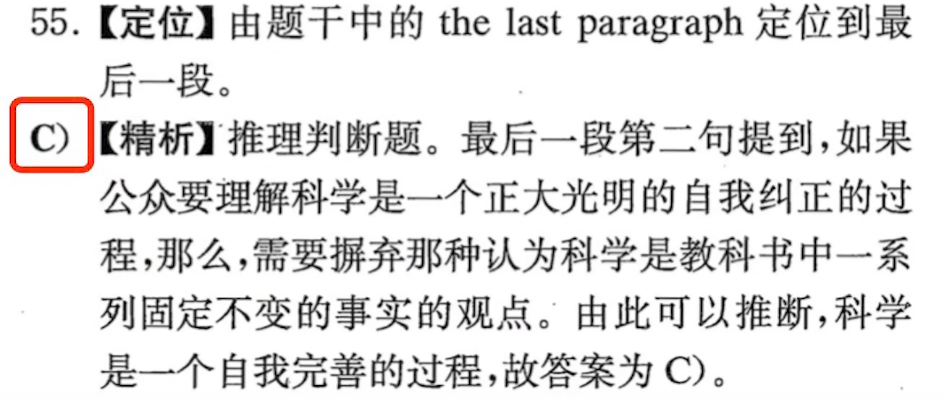 55.【定位】由题干中的 the last paragraph 定位到最
后一段。
C)【精析】推理判断题。最后一段第二句提到,如果
公众要理解科学是一个正大光明的自我纠正的过
程,那么,需要摒弃那种认为科学是教科书中一系
列固定不变的事实的观点。由此可以推断,科学
是一个自我完善的过程,故答案为 C)。